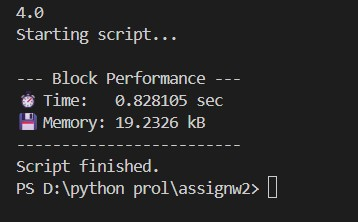 4.0
Starting script...
--- Block Performance ---
⏱️ Time:   0.828105 sec
💾 Memory: 19.2326 kB
-------------------------
Script finished.
PS D:\python prol\assignw2>